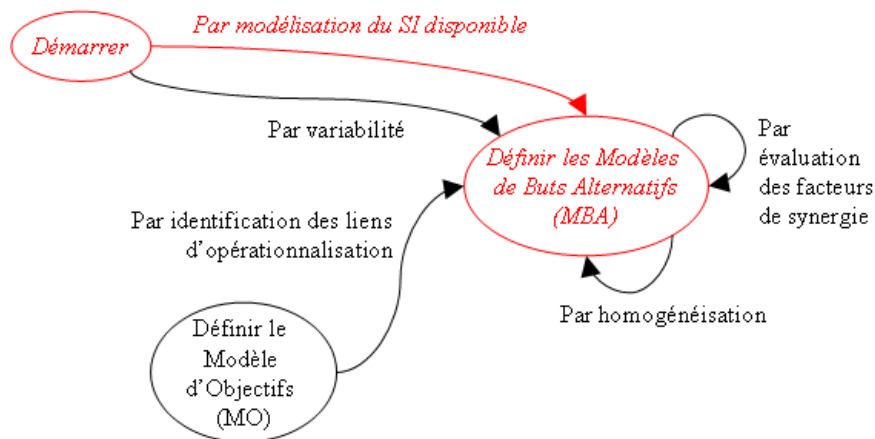 Par modélisation du SI disponible
Démarrer
Par variabilité
Définir les Modèles
de Buts Alternatifs
(MBA)
Par
évaluation
des facteurs
de synergie
Par identification des liens
d'opérationnalisation
Par homogénéisation
Définir le
Modèle
d'Objectifs
(MO)